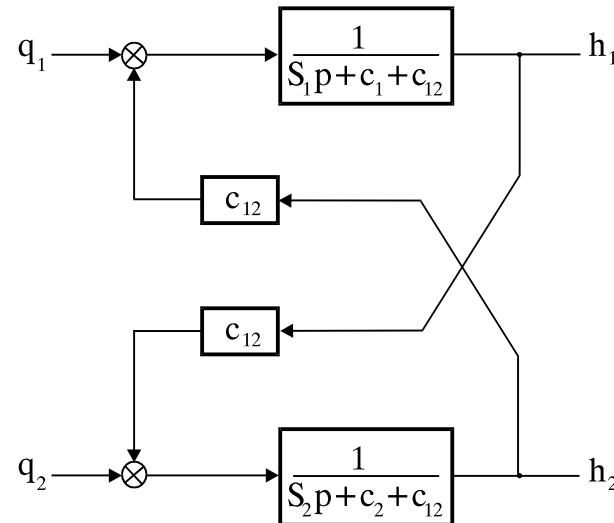 q₁ 1 h₁
S₁p+c₁+c₁₂
c₁₂
c₁₂
q₂ 1 h₂
S₂p+c₂+c₁₂